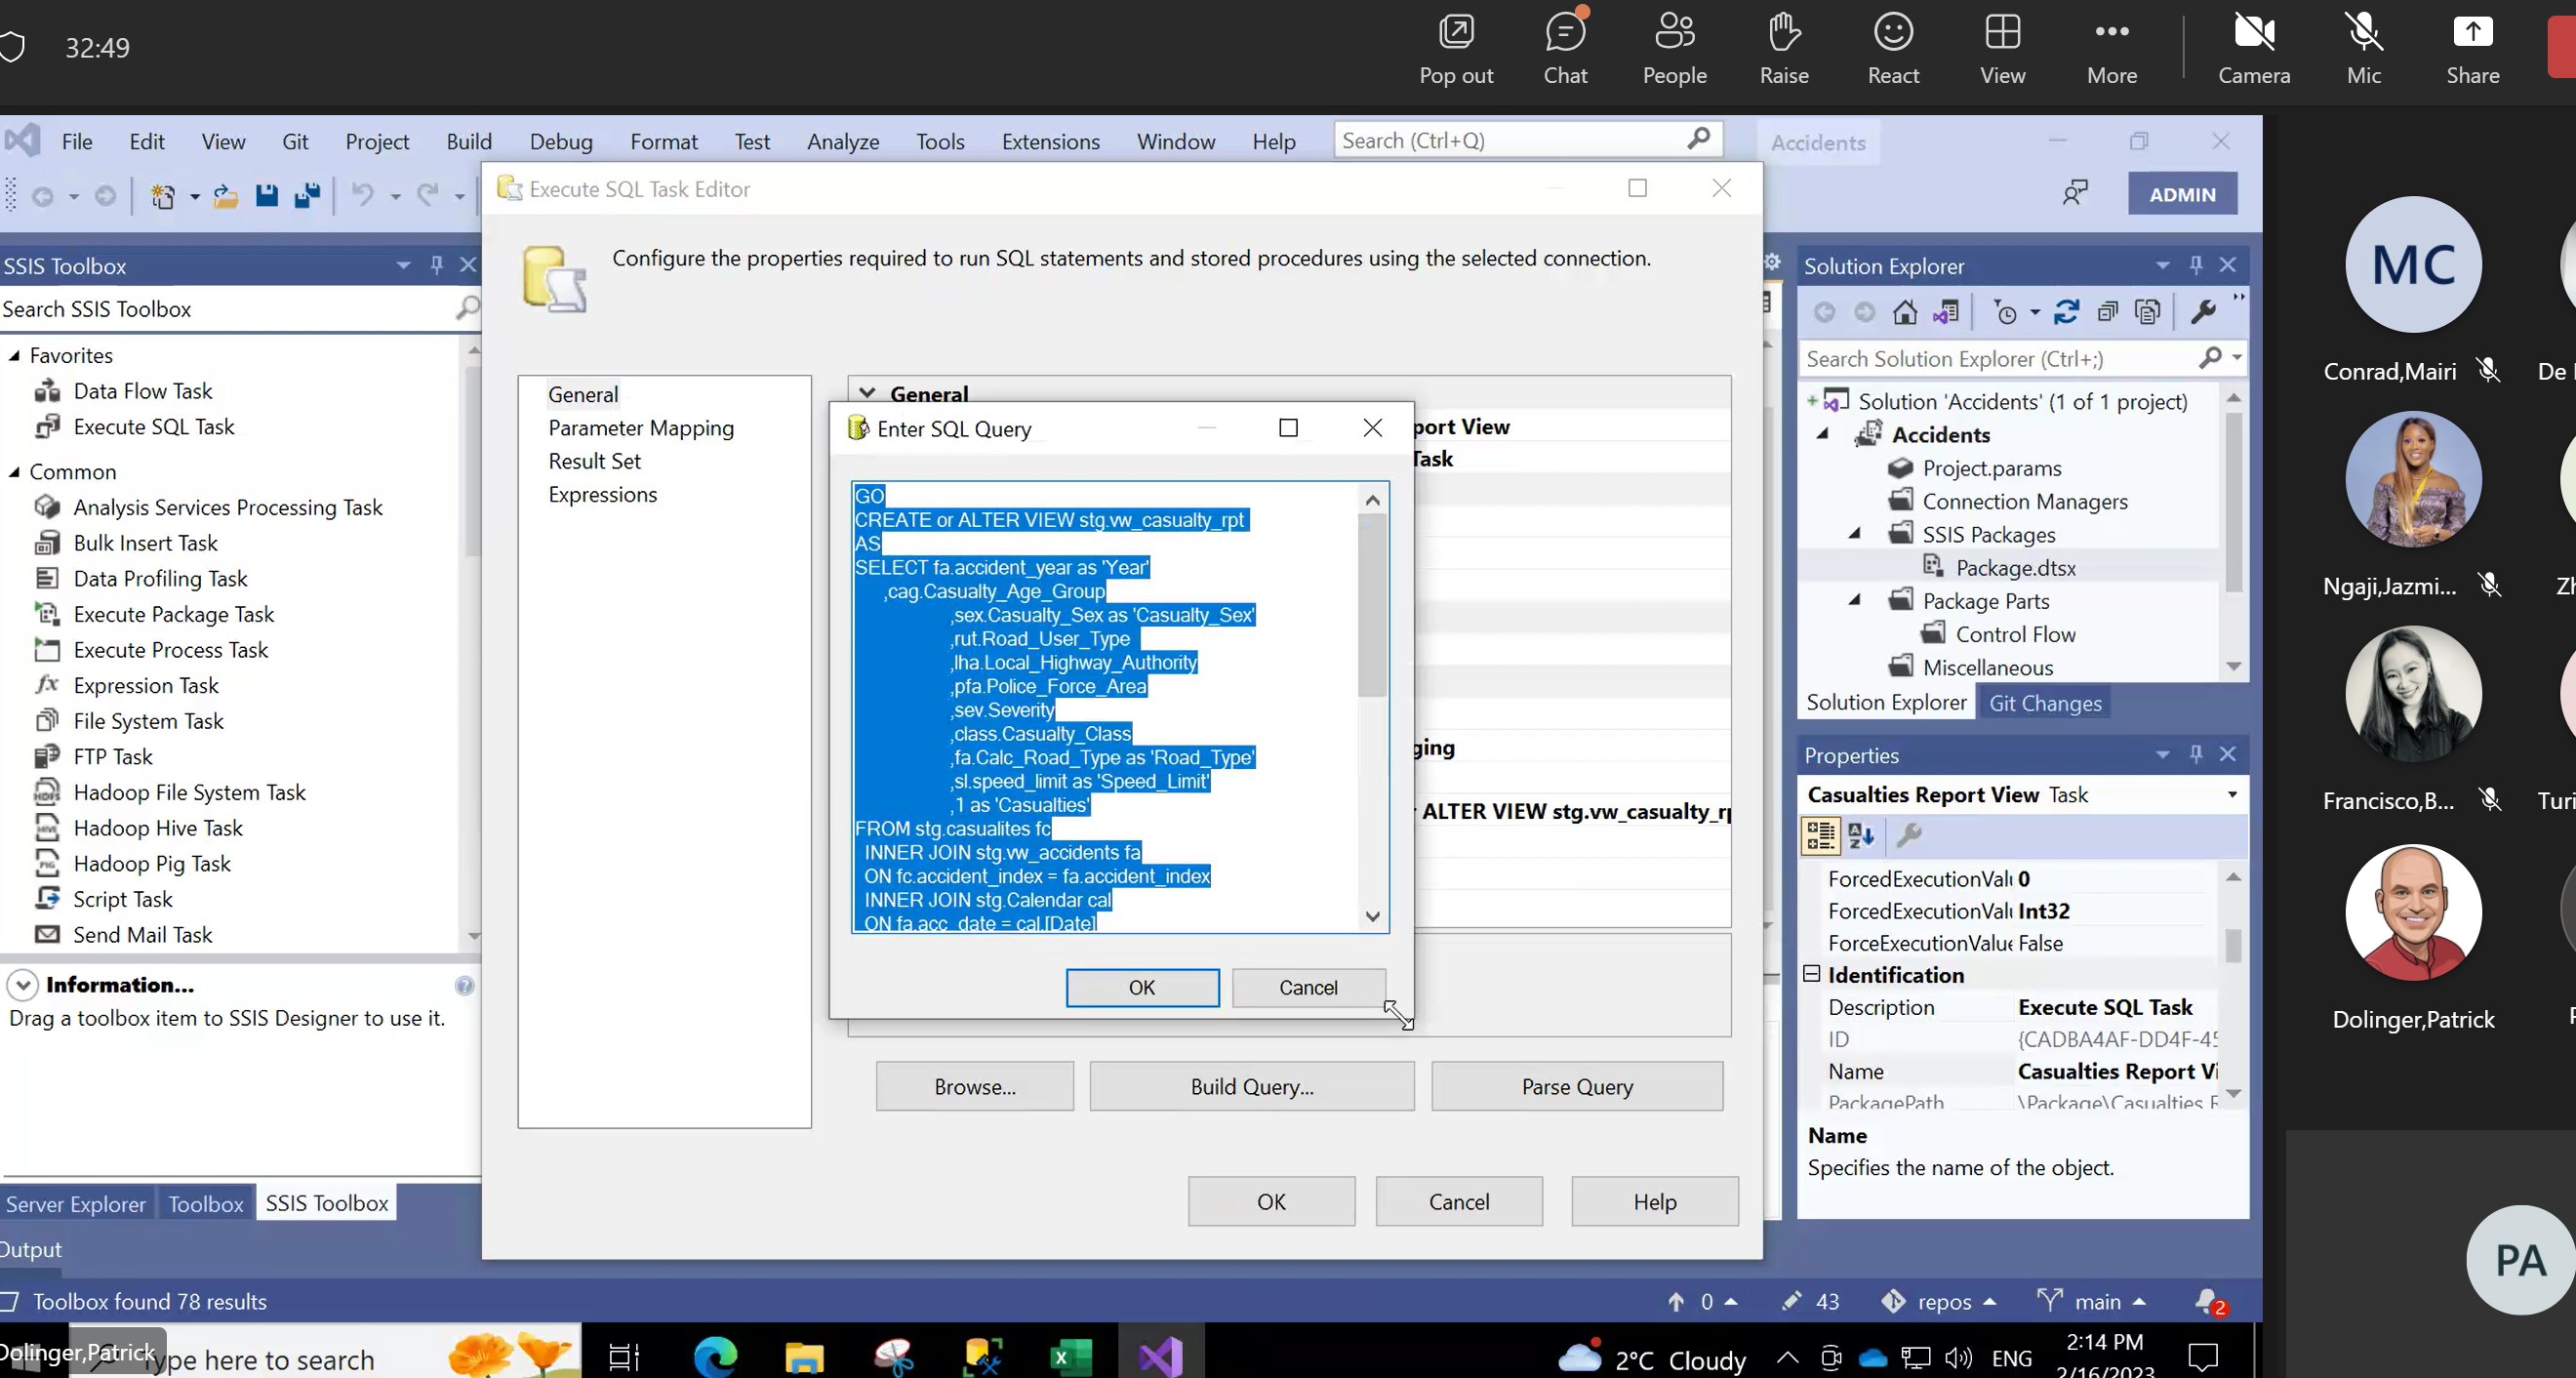 32:49
Pop out
Chat
People
Raise
React
View
More
Camera
Mic
Share
File Edit View Git Project Build Debug Format Test Analyze Tools Extensions Window Help
Search (Ctrl+Q)
Accidents
ADMIN
SSIS Toolbox
Search SSIS Toolbox
Favorites
Data Flow Task
Execute SQL Task
Common
Analysis Services Processing Task
Bulk Insert Task
Data Profiling Task
Execute Package Task
Execute Process Task
Expression Task
File System Task
FTP Task
Hadoop File System Task
Hadoop Hive Task
Hadoop Pig Task
Script Task
Send Mail Task
Information...
Drag a toolbox item to SSIS Designer to use it.
Server Explorer Toolbox SSIS Toolbox
Output
Toolbox found 78 results
Execute SQL Task Editor
Configure the properties required to run SQL statements and stored procedures using the selected connection.
General
Parameter Mapping
Result Set
Expressions
General
port View
Task
ging
ALTER VIEW stg.vw_casualty_rp
Enter SQL Query
GO
CREATE or ALTER VIEW stg.vw_casualty_rpt
AS
SELECT fa.accident_year as 'Year'
,cag.Casualty_Age_Group
,sex.Casualty_Sex as 'Casualty_Sex'
,rut.Road_User_Type
,lha.Local_Highway_Authority
,pfa.Police_Force_Area
,sev.Severity
,class.Casualty_Class
,fa.Calc_Road_Type as 'Road_Type'
,sl.speed_limit as 'Speed_Limit'
,1 as 'Casualties'
FROM stg.casualites fc
INNER JOIN stg.vw_accidents fa
ON fc.accident_index = fa.accident_index
INNER JOIN stg.Calendar cal
ON fa.acc_date = cal.[Date]
OK Cancel
Browse... Build Query... Parse Query
OK Cancel Help
Solution Explorer
Search Solution Explorer (Ctrl+;)
Solution 'Accidents' (1 of 1 project)
Accidents
Project.params
Connection Managers
SSIS Packages
Package.dtsx
Package Parts
Control Flow
Miscellaneous
Solution Explorer Git Changes
Properties
Casualties Report View Task
ForcedExecutionValu 0
ForcedExecutionValu Int32
ForceExecutionValue False
Identification
Description Execute SQL Task
ID {CADBA4AF-DD4F-45
Name Casualties Report Vi
PackagePath \Package\Casualties R
Name
Specifies the name of the object.
0 43 repos main 2
MC
Conrad,Mairi
De
Ngaji,Jazmi...
Zh
Francisco,B...
Turi
Dolinger,Patrick
PA
Dolinger,Patrick
Type here to search
2°C Cloudy
ENG
2:14 PM
2/16/2023